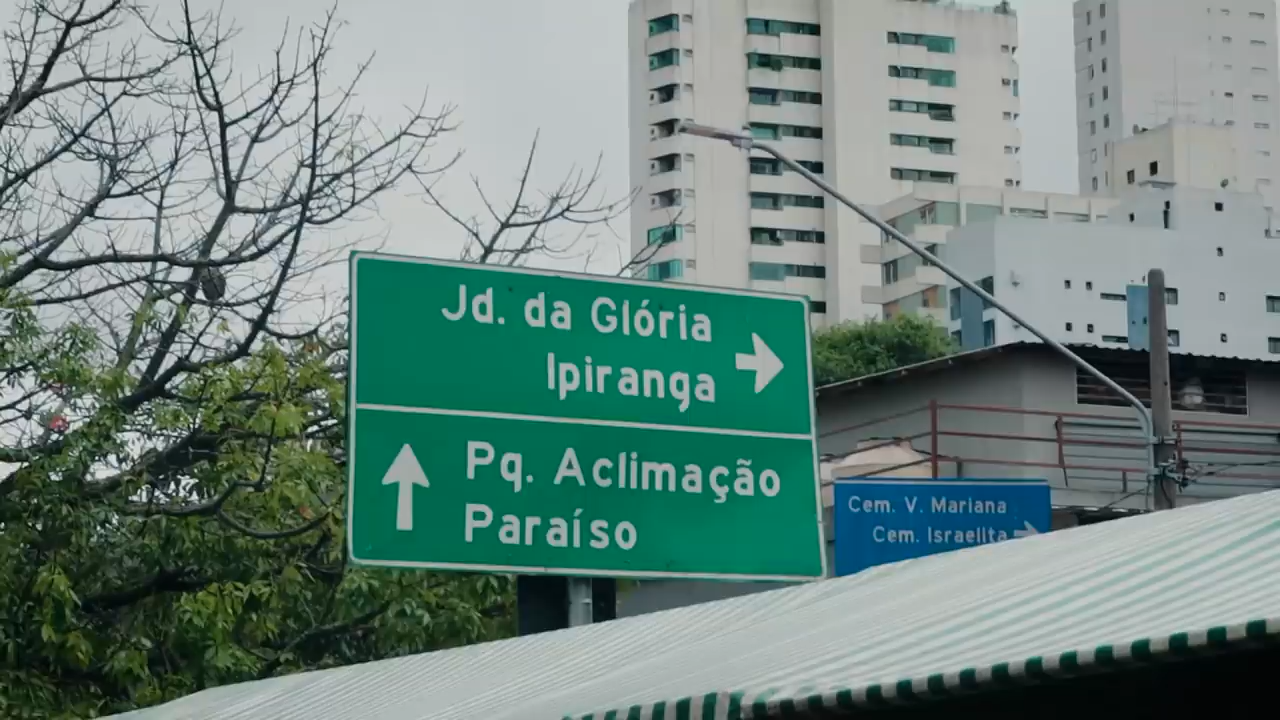 Jd. da Glória
Ipiranga
Pq. Aclimação
Paraíso
Cem. V. Mariana
Cem. Israelita